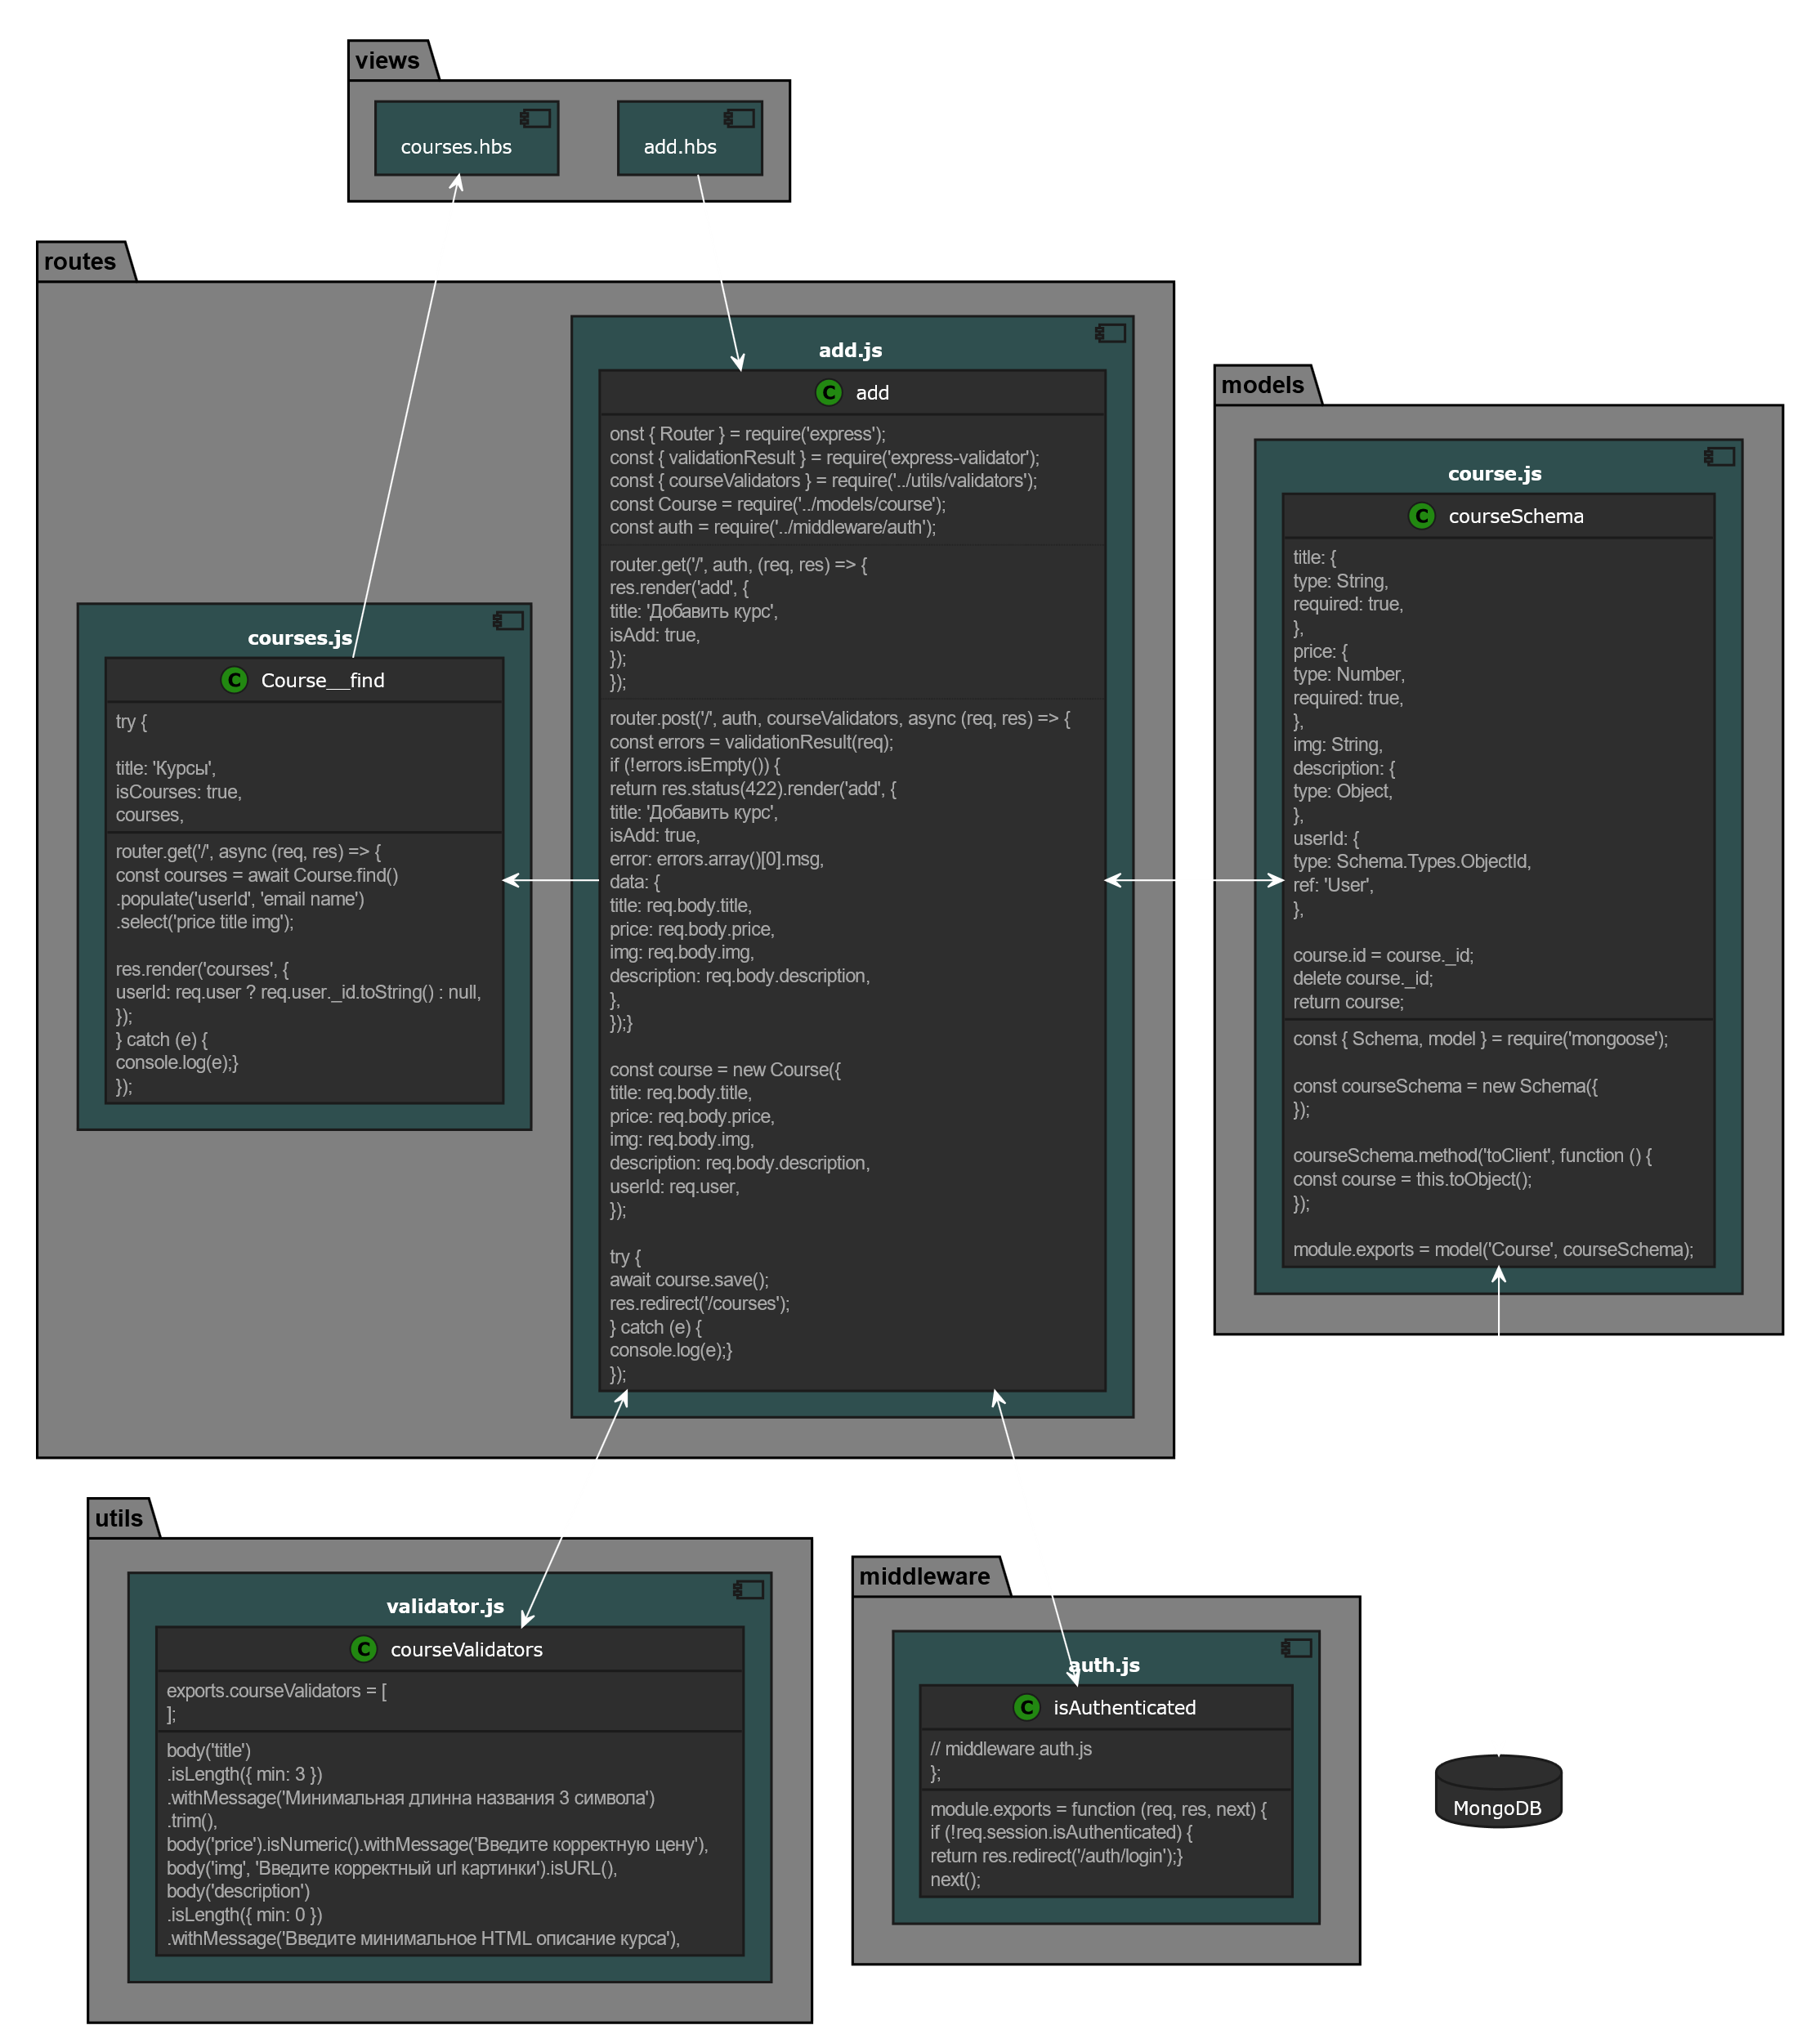 views
courses.hbs
add.hbs
routes
add.js
add
onst { Router } = require('express');
const { validationResult } = require('express-validator');
const { courseValidators } = require('../utils/validators');
const Course = require('../models/course');
const auth = require('../middleware/auth');
router.get('/', auth, (req, res) => {
res.render('add', {
title: 'Добавить курс',
isAdd: true,
});
});
router.post('/', auth, courseValidators, async (req, res) => {
const errors = validationResult(req);
if (!errors.isEmpty()) {
return res.status(422).render('add', {
title: 'Добавить курс',
isAdd: true,
error: errors.array()[0].msg,
data: {
title: req.body.title,
price: req.body.price,
img: req.body.img,
description: req.body.description,
},
});}
const course = new Course({
title: req.body.title,
price: req.body.price,
img: req.body.img,
description: req.body.description,
userId: req.user,
});
try {
await course.save();
res.redirect('/courses');
} catch (e) {
console.log(e);}
});
courses.js
Course__find
try {
title: 'Курсы',
isCourses: true,
courses,
router.get('/', async (req, res) => {
const courses = await Course.find()
.populate('userId', 'email name')
.select('price title img');
res.render('courses', {
userId: req.user ? req.user._id.toString() : null,
});
} catch (e) {
console.log(e);}
});
models
course.js
courseSchema
title: {
type: String,
required: true,
},
price: {
type: Number,
required: true,
},
img: String,
description: {
type: Object,
},
userId: {
type: Schema.Types.ObjectId,
ref: 'User',
},
course.id = course._id;
delete course._id;
return course;
const { Schema, model } = require('mongoose');
const courseSchema = new Schema({
});
courseSchema.method('toClient', function () {
const course = this.toObject();
});
module.exports = model('Course', courseSchema);
utils
validator.js
courseValidators
exports.courseValidators = [
];
body('title')
.isLength({ min: 3 })
.withMessage('Минимальная длинна названия 3 символа')
.trim(),
body('price').isNumeric().withMessage('Введите корректную цену'),
body('img', 'Введите корректный url картинки').isURL(),
body('description')
.isLength({ min: 0 })
.withMessage('Введите минимальное HTML описание курса'),
middleware
auth.js
isAuthenticated
// middleware auth.js
};
module.exports = function (req, res, next) {
if (!req.session.isAuthenticated) {
return res.redirect('/auth/login');}
next();
MongoDB
C
C
C
C
C